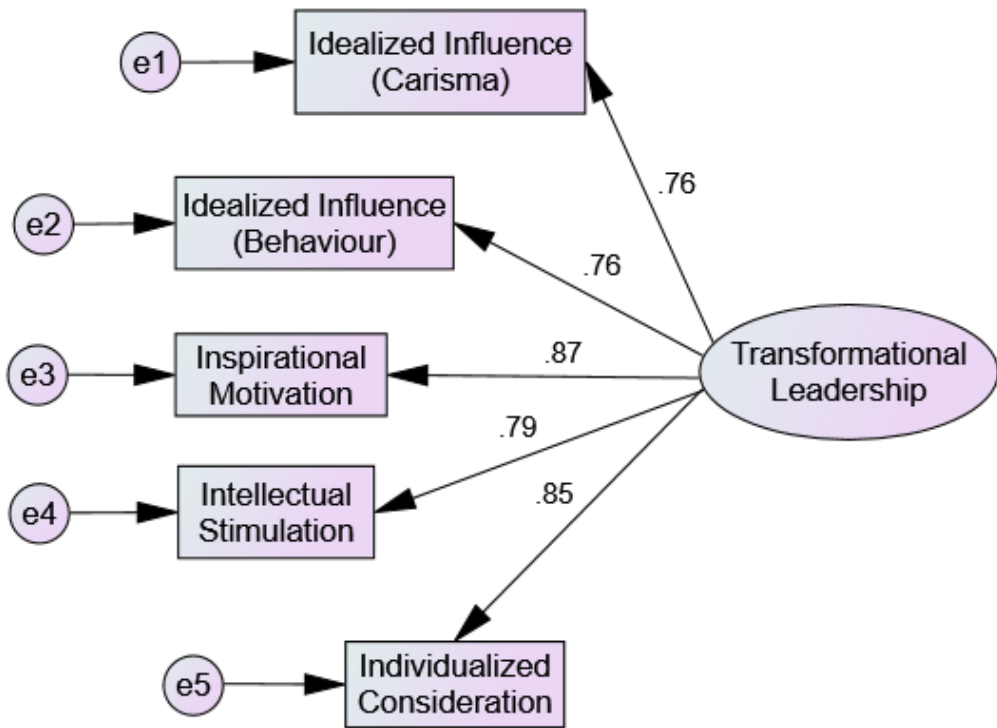 e1
Idealized Influence
(Carisma)
.76
e2
Idealized Influence
(Behaviour)
.76
e3
Inspirational
Motivation
.87
Transformational
Leadership
.79
e4
Intellectual
Stimulation
.85
e5
Individualized
Consideration